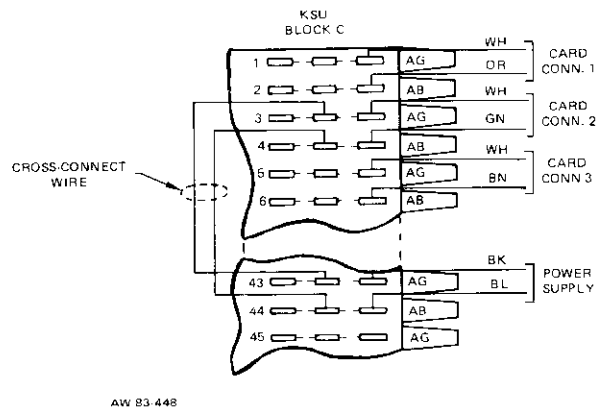 KSU
BLOCK C
WH
1 AG OR CARD
CONN. 1
2 AB WH
3 AG GN CARD
CONN. 2
4 AB WH
5 AG BN CARD
CONN 3
6 AB
CROSS-CONNECT
WIRE
BK
43 AG BL POWER
SUPPLY
44 AB
45 AG
AW 83-448